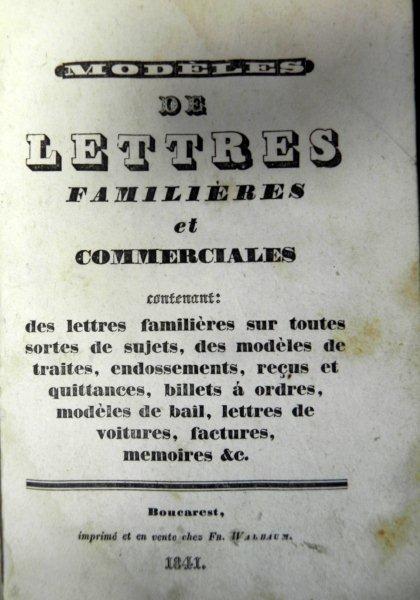 MODÈLES
DE
LETTRES
FAMILIÈRES
et
COMMERCIALES
contenant:
des lettres familières sur toutes
sortes de sujets, des modèles de
traites, endossements, reçus et
quittances, billets á ordres,
modèles de bail, lettres de
voitures, factures,
memoires &c.
Boucarest,
imprimé et en vente chez FR. WALBAUM.
1841.